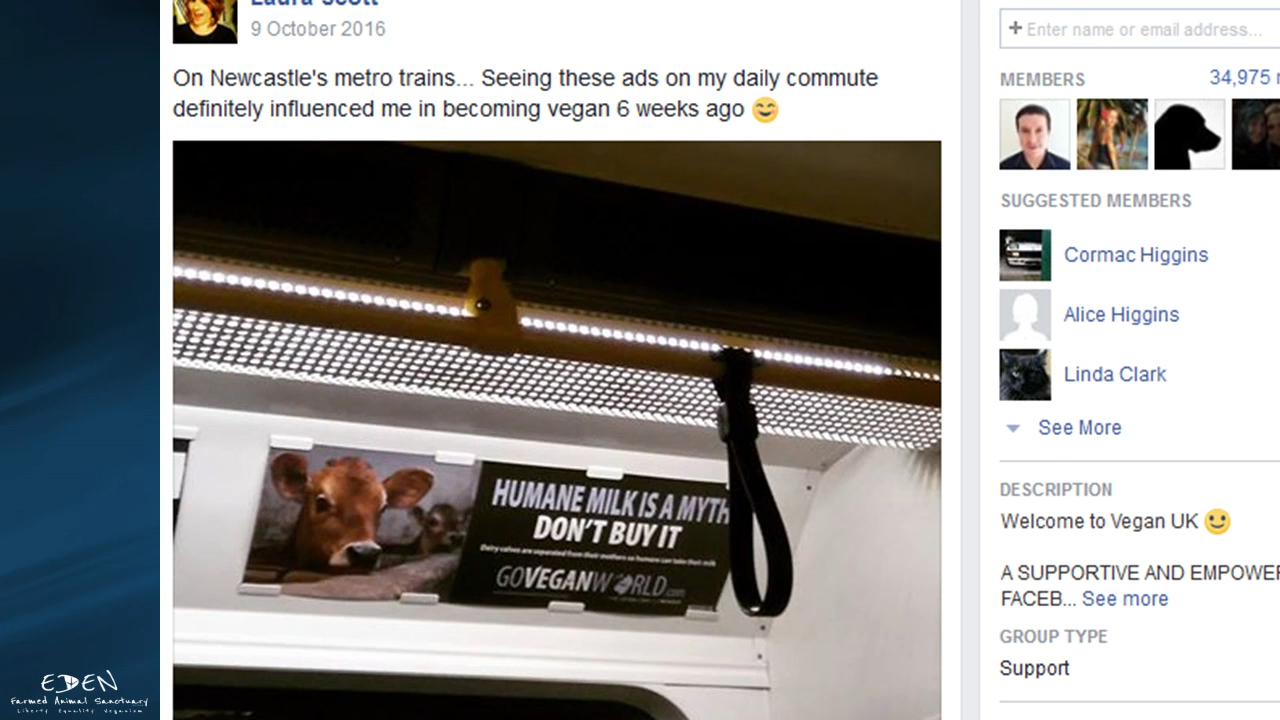 Laura Scott
9 October 2016
On Newcastle's metro trains... Seeing these ads on my daily commute
definitely influenced me in becoming vegan 6 weeks ago
HUMANE MILK IS A MYTH
DON'T BUY IT
Dairy calves are separated from their mothers so humans can take their milk
GOVEGANWORLD.com
Enter name or email address...
MEMBERS
34,975
SUGGESTED MEMBERS
Cormac Higgins
Alice Higgins
Linda Clark
See More
DESCRIPTION
Welcome to Vegan UK
A SUPPORTIVE AND EMPOWER
FACEB... See more
GROUP TYPE
Support
EDEN
Farmed Animal Sanctuary
Liberty Equality Veganism